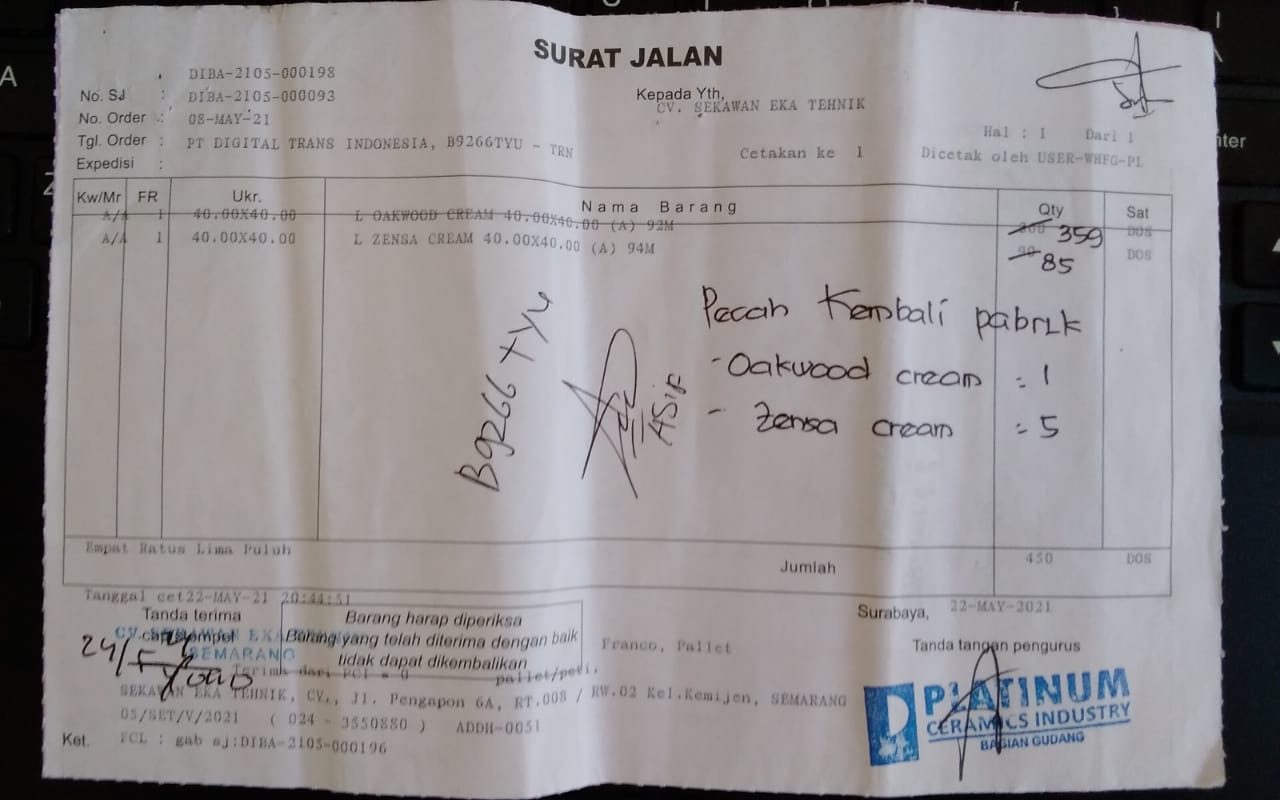 SURAT JALAN
DIBA-2105-000198
No. SJ : DIBA-2105-000093
No. Order : 08-MAY-21
Tgl. Order : PT DIGITAL TRANS INDONESIA, B9266TYU - TRN
Expedisi :
Kepada Yth,
CV. SEKAWAN EKA TEHNIK
Hal : 1 Dari 1
Cetakan ke 1 Dicetak oleh USER-WHFG-PL
Kw/Mr FR Ukr. Nama Barang Qty Sat
A/A 1 40.00X40.00 L OAKWOOD CREAM 40.00X40.00 (A) 92M 359 DOS
A/A 1 40.00X40.00 L ZENSA CREAM 40.00X40.00 (A) 94M 85 DOS
Pecah Kembali pabrik
- Oakwood cream = 1
- Zensa cream = 5
B9266 TYU
ASIF
Empat Ratus Lima Puluh
Jumlah 450 DOS
Tanggal cet22-MAY-21 20:44:51
Surabaya, 22-MAY-2021
Tanda terima
CV. SEKAWAN EKA
SEMARANG
24/5
Barang harap diperiksa
Barang yang telah diterima dengan baik
tidak dapat dikembalikan
Franco, Pallet
Tanda tangan pengurus
Terima dari PCI = 0 pallet/peti.
SEKAWAN EKA TEHNIK, CV., Jl. Pengapon 6A, RT.008 / RW.02 Kel.Kemijen, SEMARANG
05/SET/V/2021 ( 024 - 3550880 ) ADDH-0051
Ket. FCL : gab sj:DIBA-2105-000196
PLATINUM
CERAMICS INDUSTRY
BAGIAN GUDANG